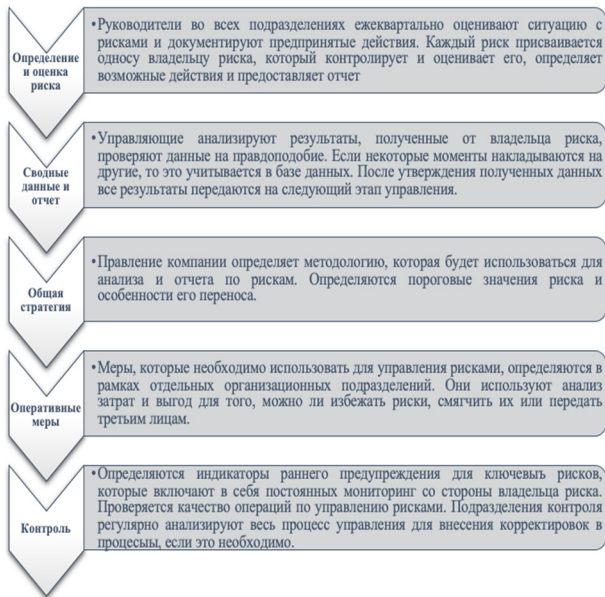 Определение
и оценка
риска
•Руководители во всех подразделениях ежеквартально оценивают ситуацию с
рисками и документируют предпринятые действия. Каждый риск присваивается
односу владельцу риска, который контролирует и оценивает его, определяет
возможные действия и предоставляет отчет
Сводные
данные и
отчет
•Управляющие анализируют результаты, полученные от владельца риска,
проверяют данные на правдоподобие. Если некоторые моменты накладываются на
другие, то это учитывается в базе данных. После утверждения полученных данных
все результаты передаются на следующий этап управления.
Общая
стратегия
•Правление компании определяет методологию, которая будет использоваться для
анализа и отчета по рискам. Определяются пороговые значения риска и
особенности его переноса.
Оперативные
меры
•Меры, которые необходимо использовать для управления рисками, определяются в
рамках отдельных организационных подразделений. Они используют анализ
затрат и выгод для того, можно ли избежать риски, смягчить их или передать
третьим лицам.
Контроль
•Определяются индикаторы раннего предупреждения для ключевыъ рисков,
которые включают в себя постоянных мониторинг со стороны владельца риска.
Проверяется качество операций по управлению рисками. Подразделения контроля
регулярно анализируют весь процесс управления для внесения корректировок в
процесыы, если это необходимо.